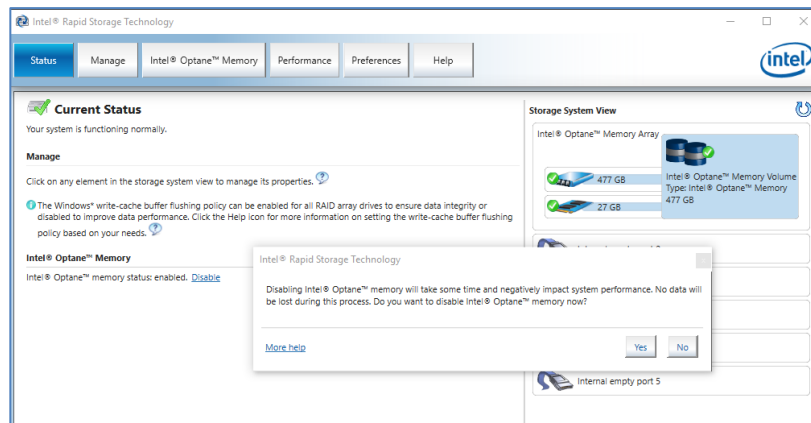 Intel® Rapid Storage Technology
Status
Manage
Intel® Optane™ Memory
Performance
Preferences
Help
intel
Current Status
Your system is functioning normally.
Manage
Click on any element in the storage system view to manage its properties.
The Windows* write-cache buffer flushing policy can be enabled for all RAID array drives to ensure data integrity or
disabled to improve data performance. Click the Help icon for more information on setting the write-cache buffer flushing
policy based on your needs.
Intel® Optane™ Memory
Intel® Optane™ memory status: enabled. Disable
Storage System View
Intel® Optane™ Memory Array
477 GB
27 GB
Intel® Optane™ Memory Volume
Type: Intel® Optane™ Memory
477 GB
Intel® Rapid Storage Technology
Disabling Intel® Optane™ memory will take some time and negatively impact system performance. No data will
be lost during this process. Do you want to disable Intel® Optane™ memory now?
More help
Yes
No
Internal empty port 5